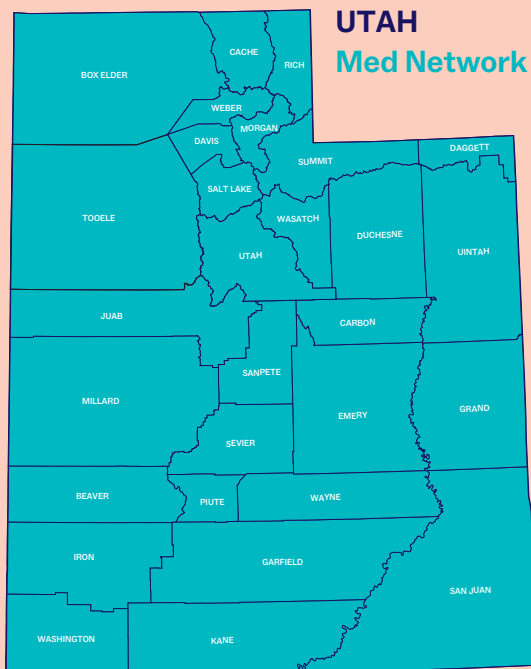 UTAH
Med Network
CACHE
RICH
BOX ELDER
WEBER
MORGAN
DAVIS
DAGGETT
SUMMIT
SALT LAKE
TOOELE
WASATCH
DUCHESNE
UINTAH
UTAH
JUAB
CARBON
SANPETE
MILLARD
EMERY
GRAND
SEVIER
BEAVER
PIUTE
WAYNE
IRON
GARFIELD
SAN JUAN
WASHINGTON
KANE